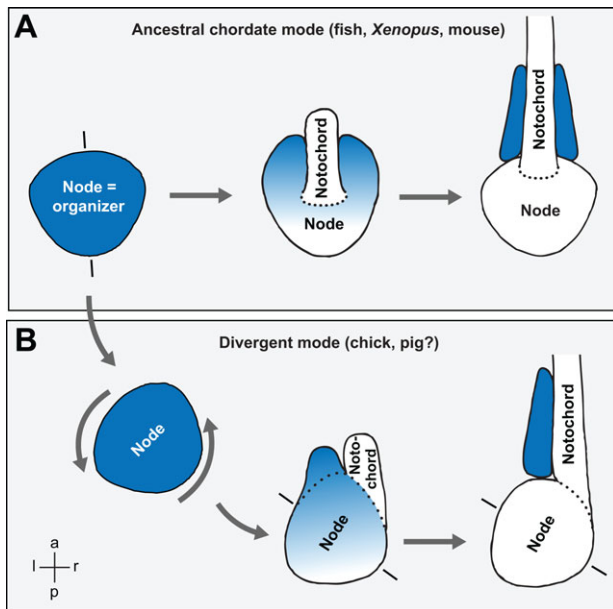 A
Ancestral chordate mode (fish, Xenopus, mouse)
Node =
organizer
Notochord
Node
Notochord
Node
B
Divergent mode (chick, pig?)
Node
Noto-
chord
Node
Notochord
Node
a
l r
p